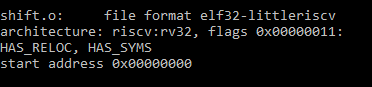 shift.o:     file format elf32-littleriscv
architecture: riscv:rv32, flags 0x00000011:
HAS_RELOC, HAS_SYMS
start address 0x00000000